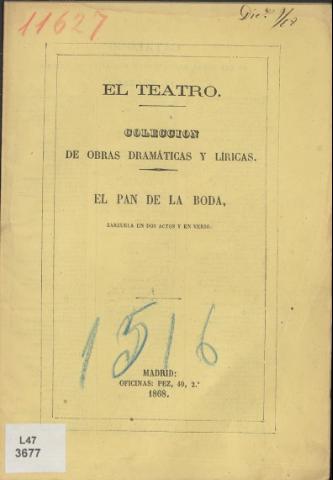 11627
EL TEATRO.
COLECCION
DE OBRAS DRAMÁTICAS Y LÍRICAS.
EL PAN DE LA BODA,
ZARZUELA EN DOS ACTOS Y EN VERSO.
1516
MADRID:
OFICINAS: PEZ, 40, 2.º
1868.
L47
3677